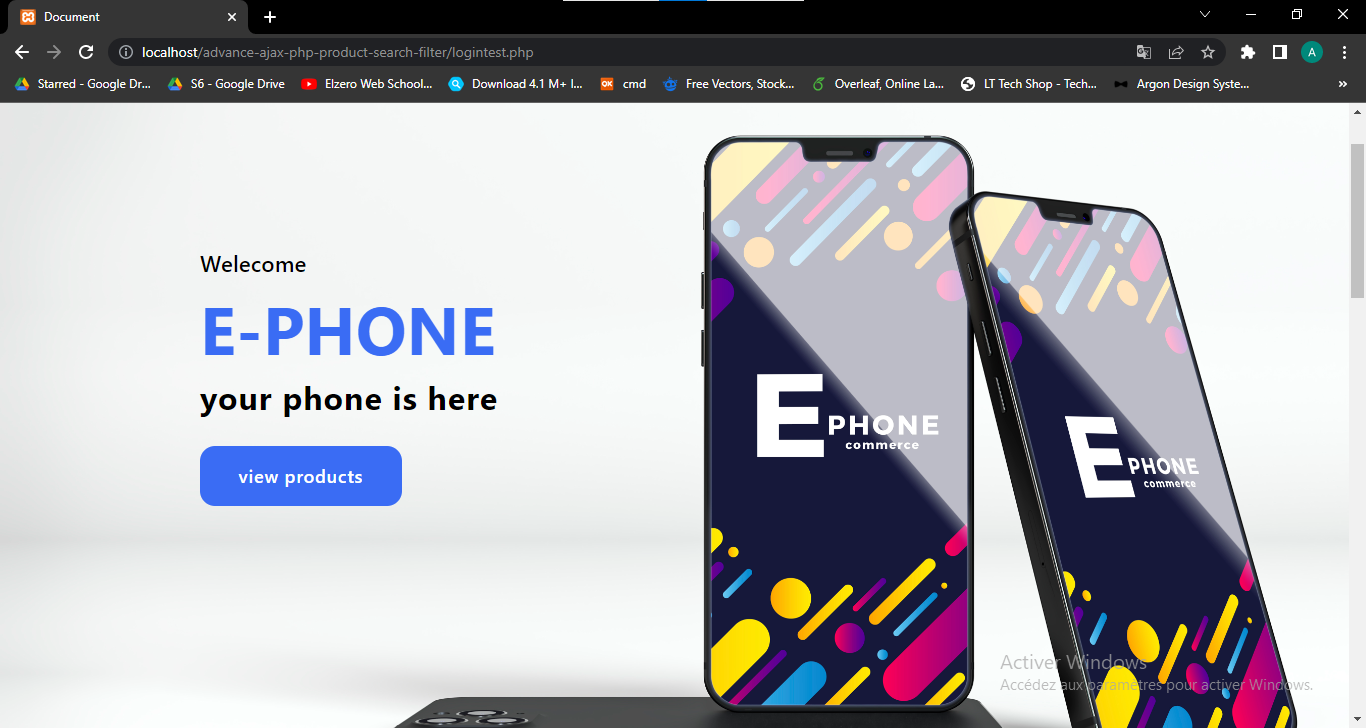 Document
localhost/advance-ajax-php-product-search-filter/logintest.php
A
Starred - Google Dr...
S6 - Google Drive
Elzero Web School...
Download 4.1 M+ I...
cmd
Free Vectors, Stock...
Overleaf, Online La...
LT Tech Shop - Tech...
Argon Design Syste...
»
Welecome
E-PHONE
your phone is here
view products
E PHONE
commerce
E PHONE
commerce
Activer Windows
Accédez aux paramètres pour activer Windows.